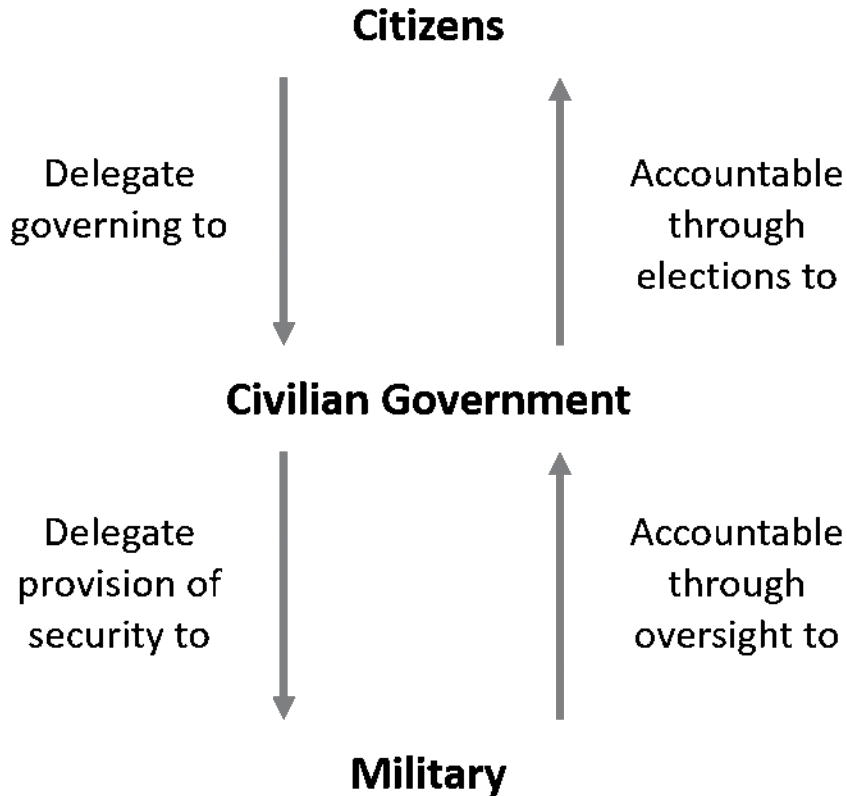 Citizens
Delegate
governing to
Accountable
through
elections to
Civilian Government
Delegate
provision of
security to
Accountable
through
oversight to
Military